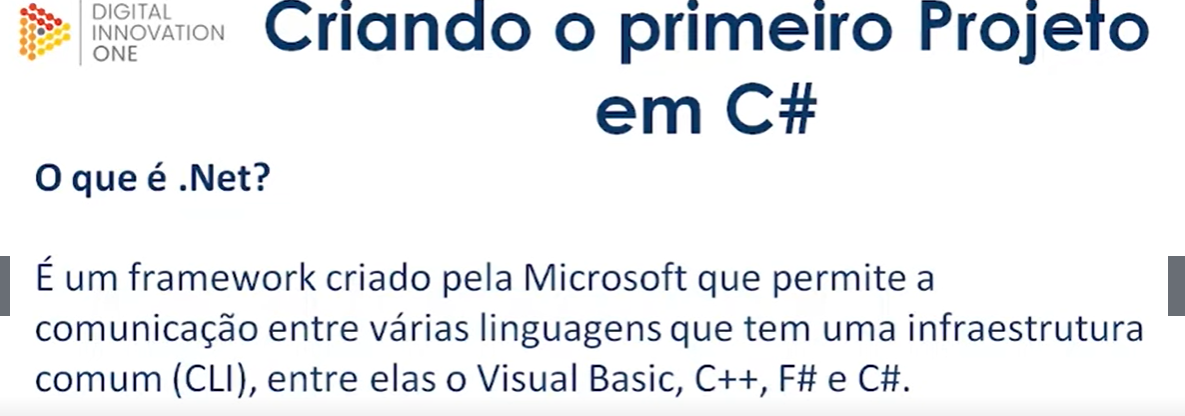 DIGITAL
INNOVATION
ONE
Criando o primeiro Projeto
em C#
O que é .Net?
É um framework criado pela Microsoft que permite a
comunicação entre várias linguagens que tem uma infraestrutura
comum (CLI), entre elas o Visual Basic, C++, F# e C#.